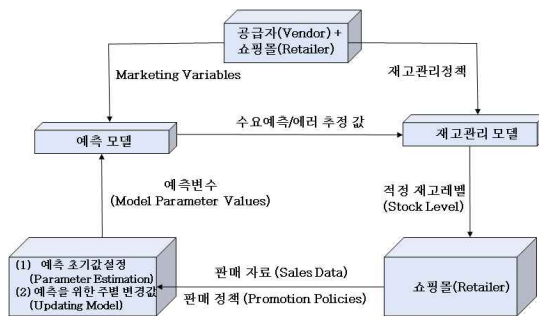 공급자(Vendor) +
쇼핑몰(Retailer)
Marketing Variables
재고관리정책
수요예측/에러 추정 값
예측 모델
재고관리 모델
예측변수
(Model Parameter Values)
적정 재고레벨
(Stock Level)
(1) 예측 초기값설정
(Parameter Estimation)
(2) 예측을 위한 주별 변경값
(Updating Model)
판매 자료 (Sales Data)
판매 정책 (Promotion Policies)
쇼핑몰(Retailer)